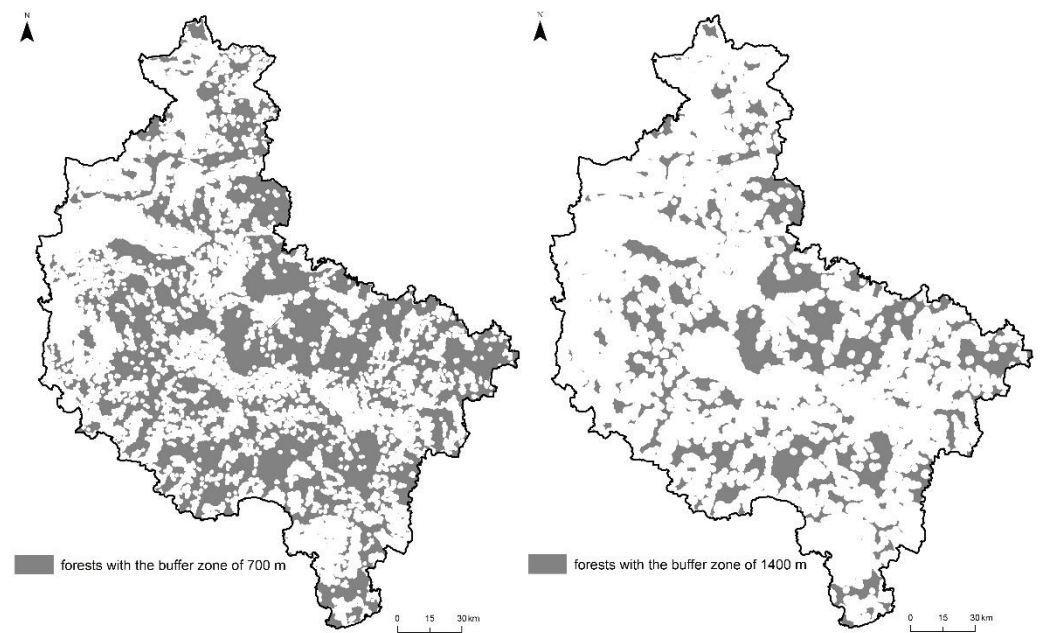 N
N
forests with the buffer zone of 700 m
0 15 30 km
forests with the buffer zone of 1400 m
0 15 30 km